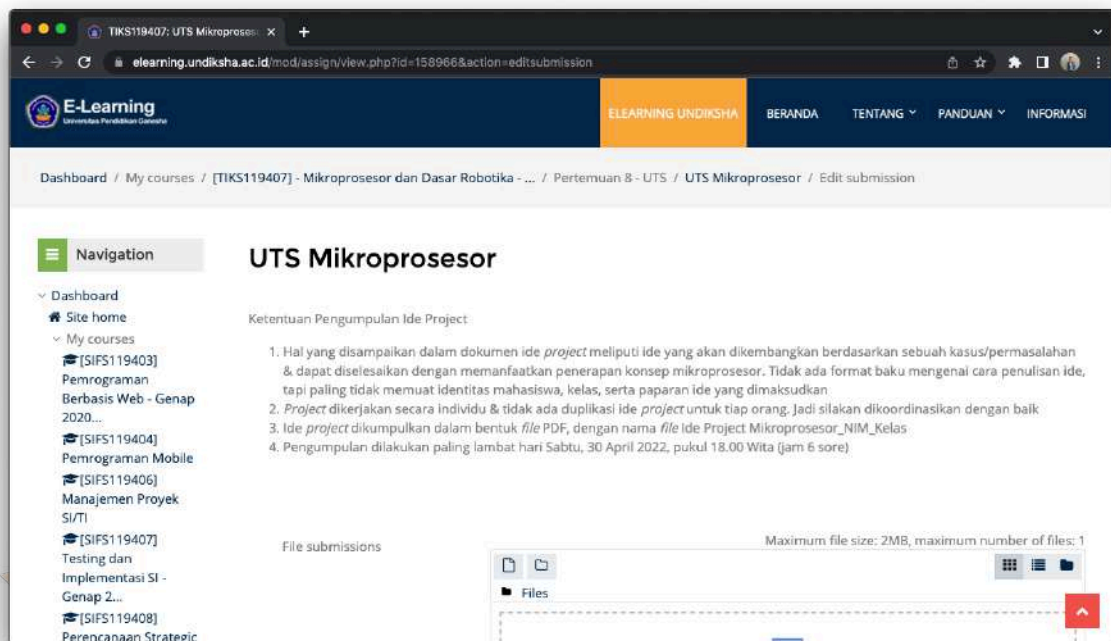 TIKS119407: UTS Mikroproses
elearning.undiksha.ac.id/mod/assign/view.php?id=158966&action=editsubmission
E-Learning
Universitas Pendidikan Ganesha
ELEARNING UNDIKSHA
BERANDA
TENTANG
PANDUAN
INFORMASI
Dashboard / My courses / [TIKS119407] - Mikroprosesor dan Dasar Robotika - ... / Pertemuan 8 - UTS / UTS Mikroprosesor / Edit submission
Navigation
Dashboard
Site home
My courses
[SIFS119403]
Pemrograman
Berbasis Web - Genap
2020...
[SIFS119404]
Pemrograman Mobile
[SIFS119406]
Manajemen Proyek
SI/TI
[SIFS119407]
Testing dan
Implementasi SI -
Genap 2...
[SIFS119408]
Perencanaan Strategic
UTS Mikroprosesor
Ketentuan Pengumpulan Ide Project
1. Hal yang disampaikan dalam dokumen ide project meliputi ide yang akan dikembangkan berdasarkan sebuah kasus/permasalahan
& dapat diselesaikan dengan memanfaatkan penerapan konsep mikroprosesor. Tidak ada format baku mengenai cara penulisan ide,
tapi paling tidak memuat identitas mahasiswa, kelas, serta paparan ide yang dimaksudkan
2. Project dikerjakan secara individu & tidak ada duplikasi ide project untuk tiap orang. Jadi silakan dikoordinasikan dengan baik
3. Ide project dikumpulkan dalam bentuk file PDF, dengan nama file Ide Project Mikroprosesor_NIM_Kelas
4. Pengumpulan dilakukan paling lambat hari Sabtu, 30 April 2022, pukul 18.00 Wita (jam 6 sore)
File submissions
Maximum file size: 2MB, maximum number of files: 1
Files